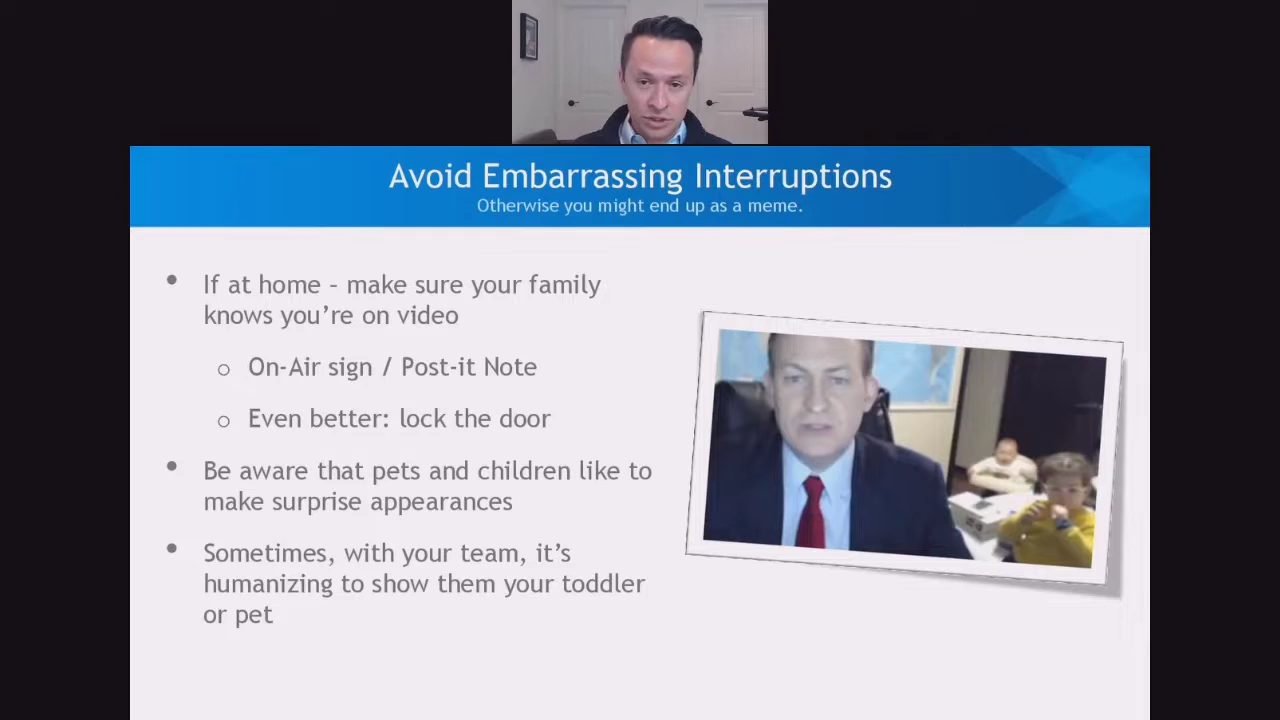 Avoid Embarrassing Interruptions
Otherwise you might end up as a meme.
• If at home – make sure your family
knows you’re on video
o On-Air sign / Post-it Note
o Even better: lock the door
• Be aware that pets and children like to
make surprise appearances
• Sometimes, with your team, it’s
humanizing to show them your toddler
or pet